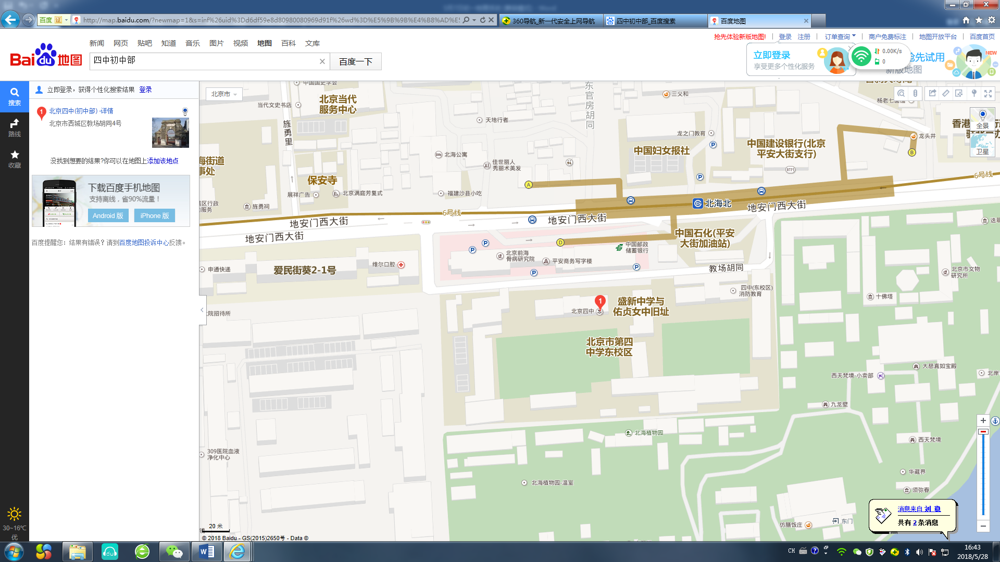 百度 证
http://map.baidu.com/?newmap=1&s=inf%26uid%3Dd6df59e8d80980080969d91f%26wd%3D%E5%9B%9B%E4%B8%AD%E5
360导航_新一代安全上网导航
四中初中部_百度搜索
百度地图
新闻 网页 贴吧 知道 音乐 图片 视频 地图 百科 文库
抢先体验新版地图!
登录 注册 订单查询 商户免费标注 地图开放平台 百度首页
Baidu地图
四中初中部
百度一下
立即登录
享受更多个性化服务
0.00K/s
0
抢先试用
新版地图
NEW
搜索
路线
收藏
30~16℃
优
立即登录，获得个性化搜索结果 登录
1
北京四中(初中部) -详情
北京市西城区教场胡同4号
没找到想要的结果?你可以在地图上添加该地点
下载百度手机地图
支持离线，省90%流量！
Android 版
iPhone 版
百度提醒您：结果有错误？请到百度地图投诉中心反馈。
北京市
中国国史学会
当代文史书店
北京当代
服务中心
旌勇里
天地行者
东官房胡同
三义和
杨老七
全景
卫星
龙之门教育
中国妇女报社
中国建设银行(北京
平安大街支行)
龙头井
B
香港
ATM
海街道
事处
北海公寓
佳世丽人
秀丽术美发
保安寺
展祥广告
北京满庭芳复式
福建沙县小吃
A
旌勇祠
区行政
服务
6号线
6号线
北海北
地安门西大街
地安门西大街
地安门西大街
地安门西大街
中国石化(平安
大街加油站)
D
P
中国邮政
储蓄银行
北京前海
骨病研究院
平安商务写字楼
教场胡同
维尔口腔
申通快递
爱民街葵2-1号
四中(东校区)
消防教育
北京市文物
研究所
十佛塔
1
北京四中
盛新中学与
佑贞女中旧址
院招待所
北京市第四
中学东校区
大慈真如宝殿
西天梵境-小卖部
北岸
九龙壁
北海植物园
西天梵境
309医院血液
净化中心
华藏界
北海植物园-温室
须弥春
仿膳饭庄
东门
20 米
© 2018 Baidu - GS(2015)2650号 - Data ©
消息来自 刘 稳
共有 2 条消息
CH
16:43
2018/5/28